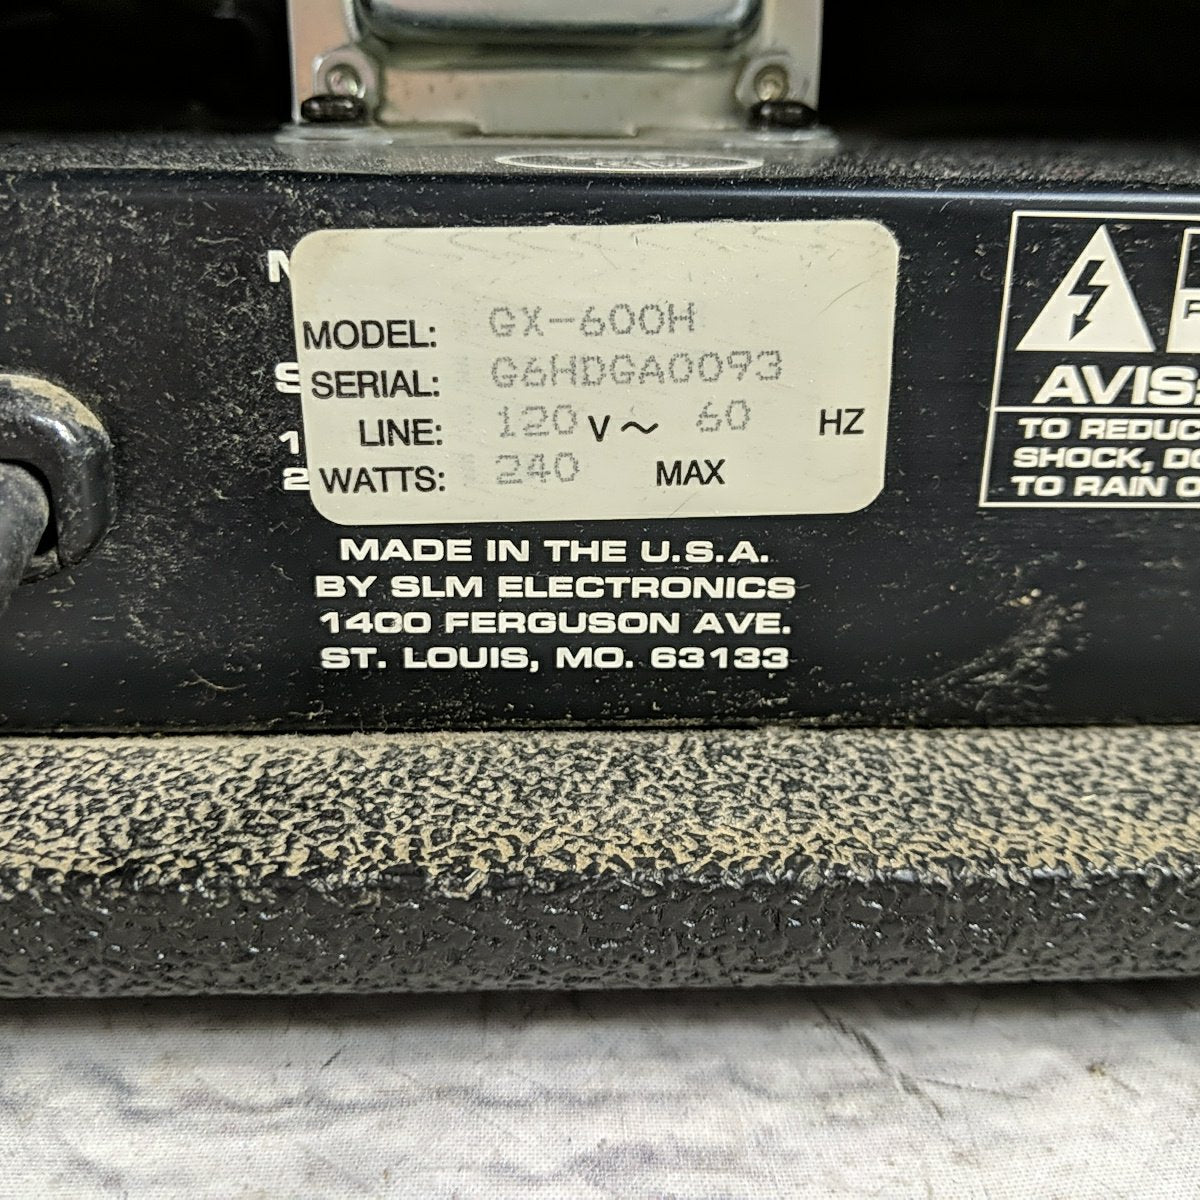 MODEL: GX-600H
SERIAL: G6HDGA0093
LINE: 120 V ~ 60 HZ
WATTS: 240 MAX
MADE IN THE U.S.A.
BY SLM ELECTRONICS
1400 FERGUSON AVE.
ST. LOUIS, MO. 63133
AVIS:
TO REDUC
SHOCK, DO
TO RAIN O